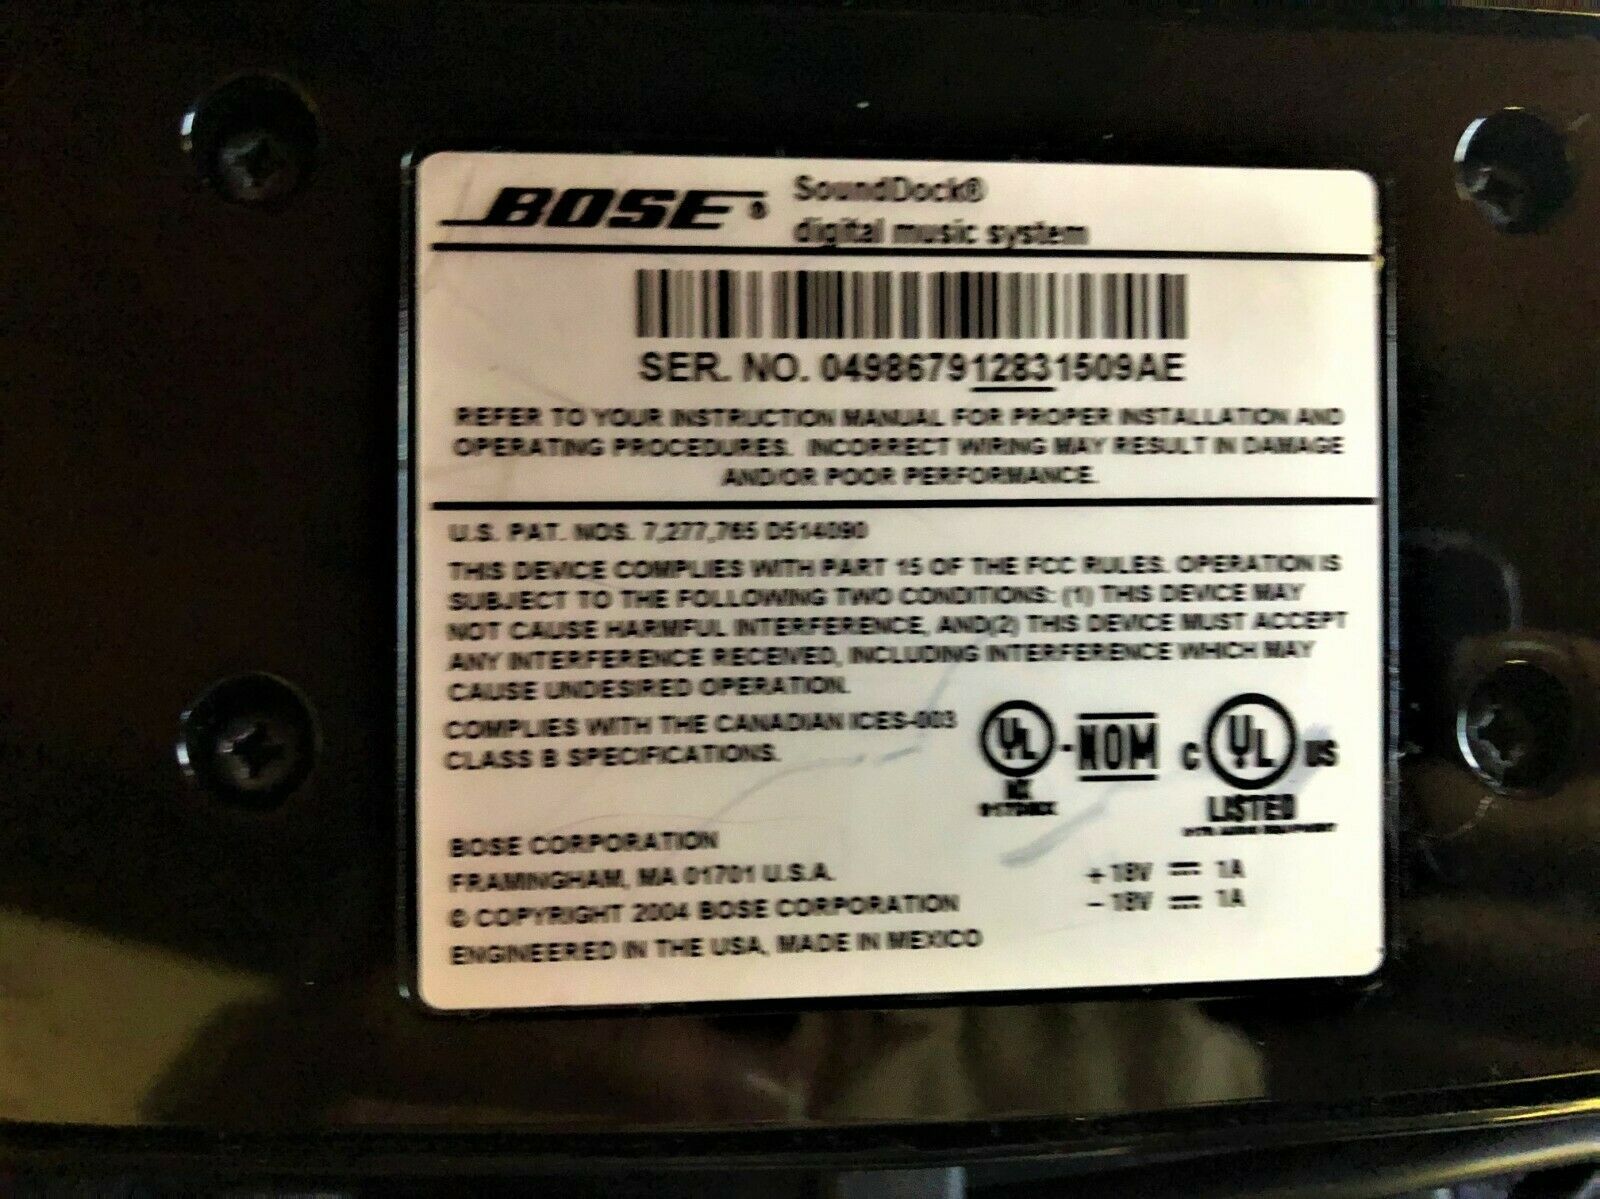 BOSE® SoundDock®
digital music system
SER. NO. 049867912831509AE
REFER TO YOUR INSTRUCTION MANUAL FOR PROPER INSTALLATION AND
OPERATING PROCEDURES. INCORRECT WIRING MAY RESULT IN DAMAGE
AND/OR POOR PERFORMANCE.
U.S. PAT. NOS. 7,277,765 D514090
THIS DEVICE COMPLIES WITH PART 15 OF THE FCC RULES. OPERATION IS
SUBJECT TO THE FOLLOWING TWO CONDITIONS: (1) THIS DEVICE MAY
NOT CAUSE HARMFUL INTERFERENCE, AND(2) THIS DEVICE MUST ACCEPT
ANY INTERFERENCE RECEIVED, INCLUDING INTERFERENCE WHICH MAY
CAUSE UNDESIRED OPERATION.
COMPLIES WITH THE CANADIAN ICES-003
CLASS B SPECIFICATIONS.
UL -NOM C UL US
LISTED
BOSE CORPORATION
FRAMINGHAM, MA 01701 U.S.A.
© COPYRIGHT 2004 BOSE CORPORATION
ENGINEERED IN THE USA, MADE IN MEXICO
+ 18V 1A
- 18V 1A